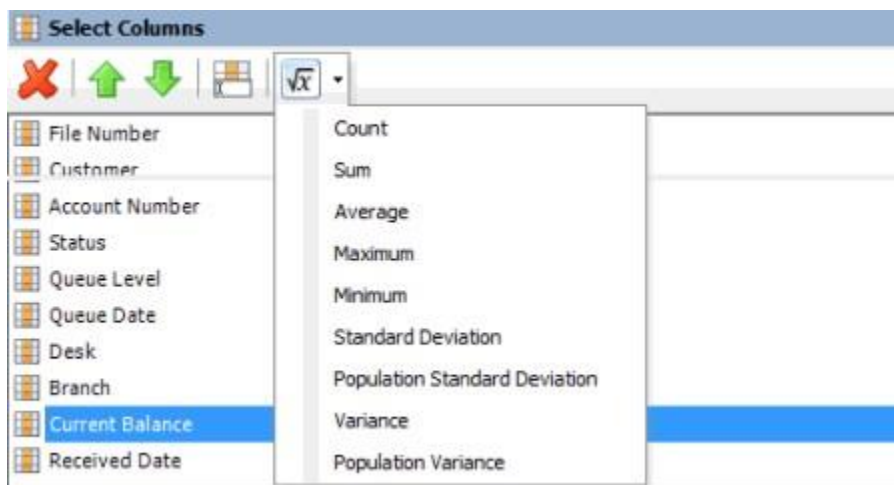 Select Columns
√x
File Number
Customer
Account Number
Status
Queue Level
Queue Date
Desk
Branch
Current Balance
Received Date
Count
Sum
Average
Maximum
Minimum
Standard Deviation
Population Standard Deviation
Variance
Population Variance